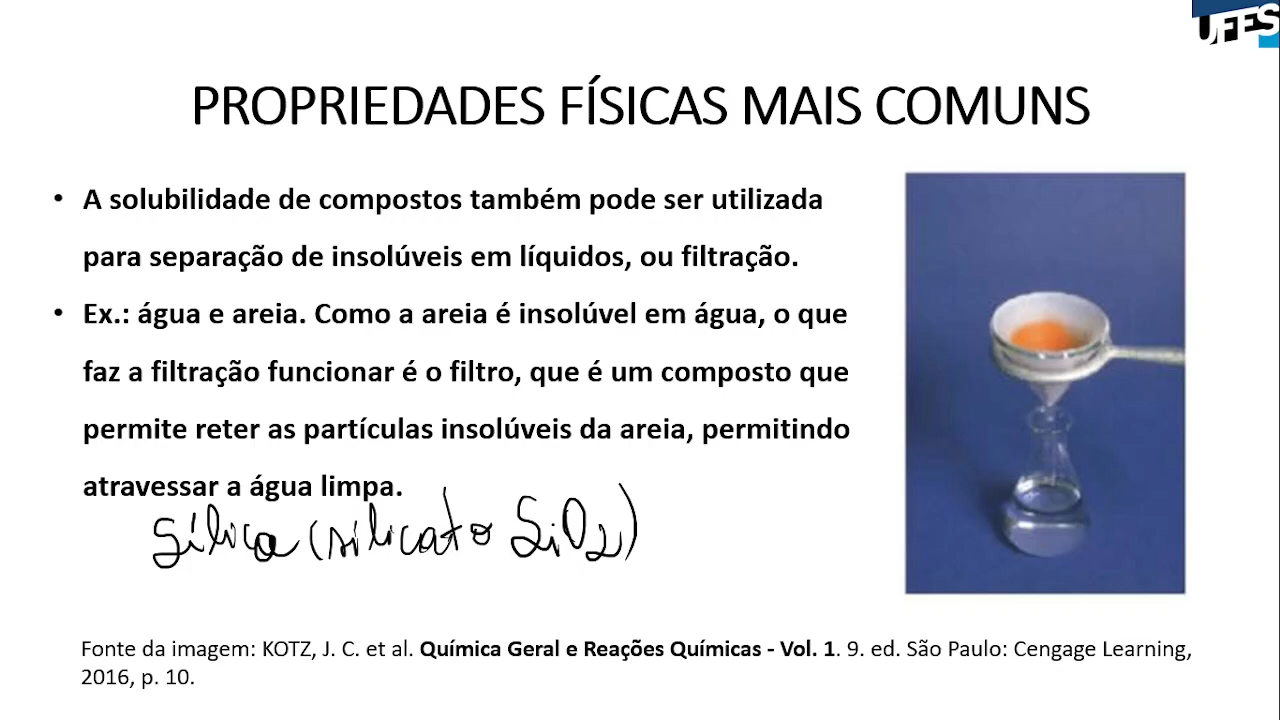 UFES
PROPRIEDADES FÍSICAS MAIS COMUNS
• A solubilidade de compostos também pode ser utilizada
para separação de insolúveis em líquidos, ou filtração.
• Ex.: água e areia. Como a areia é insolúvel em água, o que
faz a filtração funcionar é o filtro, que é um composto que
permite reter as partículas insolúveis da areia, permitindo
atravessar a água limpa.
Sílica (silicato SiO2)
Fonte da imagem: KOTZ, J. C. et al. Química Geral e Reações Químicas - Vol. 1. 9. ed. São Paulo: Cengage Learning,
2016, p. 10.